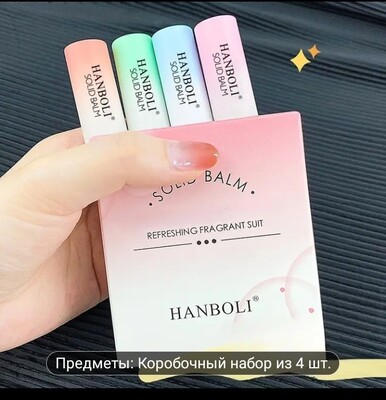 HANBOLI
SOLID BALM
HANBOLI
SOLID BALM
HANBOLI
SOLID BALM
HANBOLI
SOLID BALM
· SOLID BALM ·
REFRESHING FRAGRANT SUIT
HANBOLI®
Предметы: Коробочный набор из 4 шт.